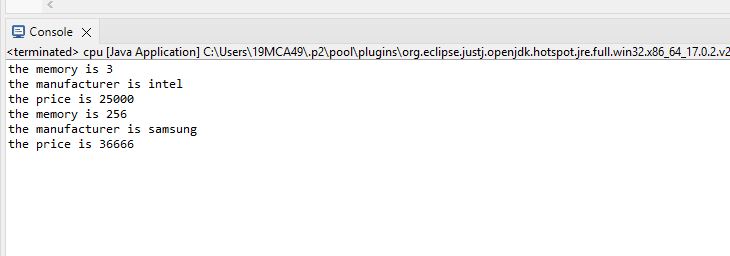 Console
<terminated> cpu [Java Application] C:\Users\19MCA49\.p2\pool\plugins\org.eclipse.justj.openjdk.hotspot.jre.full.win32.x86_64_17.0.2.v2
the memory is 3
the manufacturer is intel
the price is 25000
the memory is 256
the manufacturer is samsung
the price is 36666